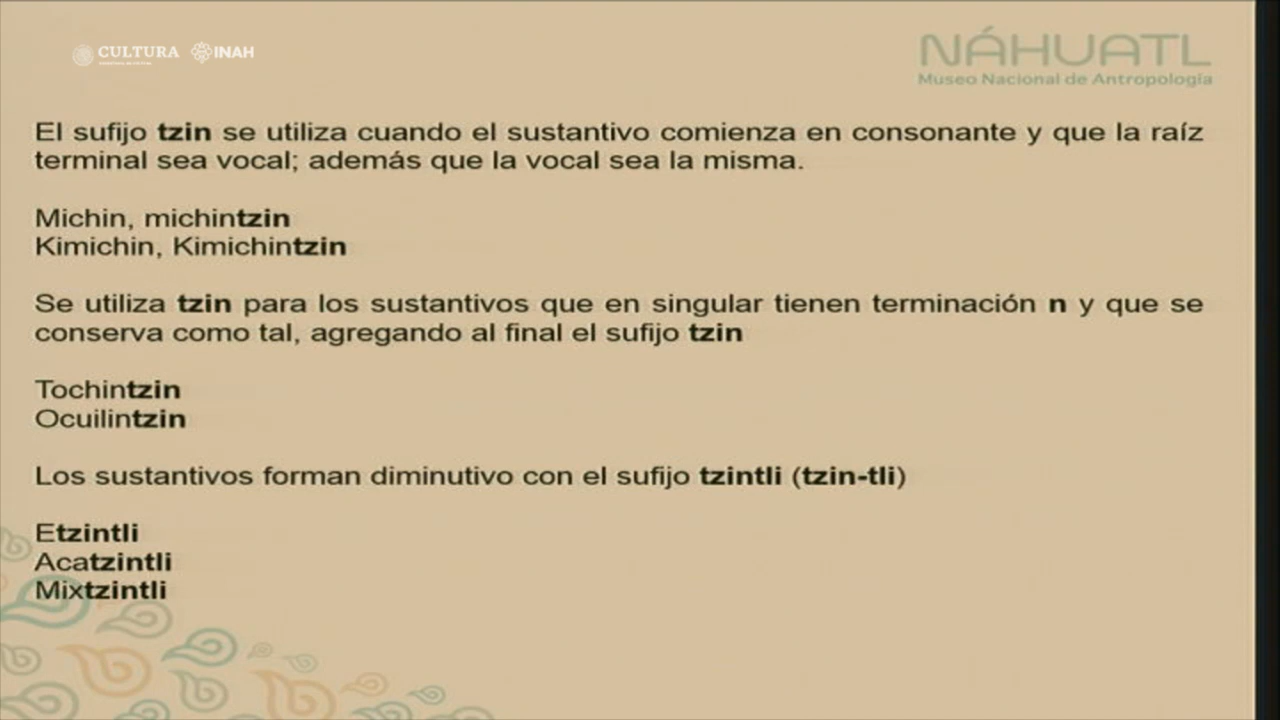 CULTURA INAH
NÁHUATL
Museo Nacional de Antropología
El sufijo tzin se utiliza cuando el sustantivo comienza en consonante y que la raíz
terminal sea vocal; además que la vocal sea la misma.
Michin, michintzin
Kimichin, Kimichintzin
Se utiliza tzin para los sustantivos que en singular tienen terminación n y que se
conserva como tal, agregando al final el sufijo tzin
Tochintzin
Ocuilintzin
Los sustantivos forman diminutivo con el sufijo tzintli (tzin-tli)
Etzintli
Acatzintli
Mixtzintli